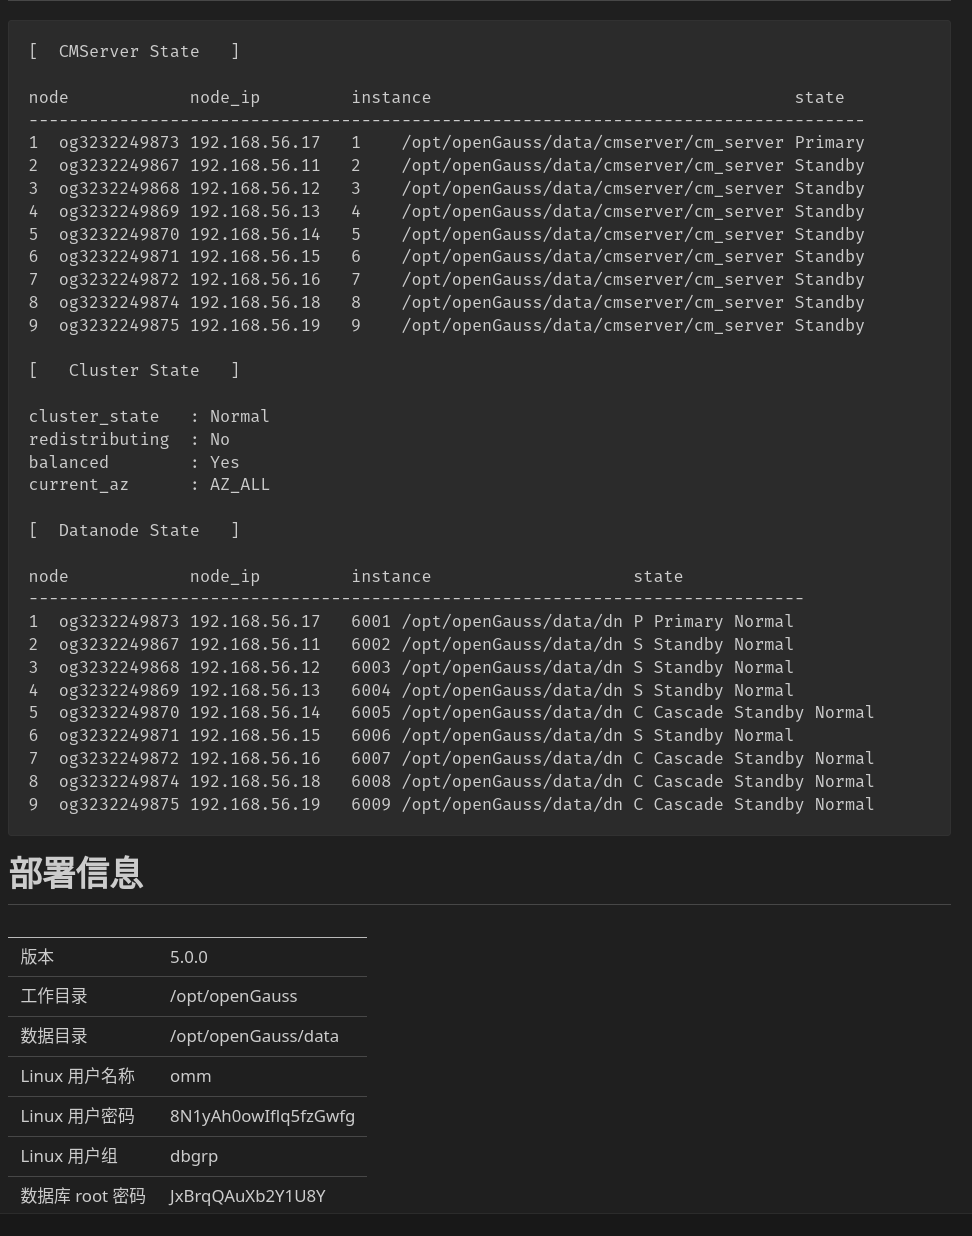 [  CMServer State   ]
node            node_ip         instance                                    state
-----------------------------------------------------------------------------------
1  og3232249873 192.168.56.17   1    /opt/openGauss/data/cmserver/cm_server Primary
2  og3232249867 192.168.56.11   2    /opt/openGauss/data/cmserver/cm_server Standby
3  og3232249868 192.168.56.12   3    /opt/openGauss/data/cmserver/cm_server Standby
4  og3232249869 192.168.56.13   4    /opt/openGauss/data/cmserver/cm_server Standby
5  og3232249870 192.168.56.14   5    /opt/openGauss/data/cmserver/cm_server Standby
6  og3232249871 192.168.56.15   6    /opt/openGauss/data/cmserver/cm_server Standby
7  og3232249872 192.168.56.16   7    /opt/openGauss/data/cmserver/cm_server Standby
8  og3232249874 192.168.56.18   8    /opt/openGauss/data/cmserver/cm_server Standby
9  og3232249875 192.168.56.19   9    /opt/openGauss/data/cmserver/cm_server Standby
[   Cluster State   ]
cluster_state   : Normal
redistributing  : No
balanced        : Yes
current_az      : AZ_ALL
[  Datanode State   ]
node            node_ip         instance                    state
-----------------------------------------------------------------------------
1  og3232249873 192.168.56.17   6001 /opt/openGauss/data/dn P Primary Normal
2  og3232249867 192.168.56.11   6002 /opt/openGauss/data/dn S Standby Normal
3  og3232249868 192.168.56.12   6003 /opt/openGauss/data/dn S Standby Normal
4  og3232249869 192.168.56.13   6004 /opt/openGauss/data/dn S Standby Normal
5  og3232249870 192.168.56.14   6005 /opt/openGauss/data/dn C Cascade Standby Normal
6  og3232249871 192.168.56.15   6006 /opt/openGauss/data/dn S Standby Normal
7  og3232249872 192.168.56.16   6007 /opt/openGauss/data/dn C Cascade Standby Normal
8  og3232249874 192.168.56.18   6008 /opt/openGauss/data/dn C Cascade Standby Normal
9  og3232249875 192.168.56.19   6009 /opt/openGauss/data/dn C Cascade Standby Normal
部署信息
版本 5.0.0
工作目录 /opt/openGauss
数据目录 /opt/openGauss/data
Linux 用户名称 omm
Linux 用户密码 8N1yAh0owIflq5fzGwfg
Linux 用户组 dbgrp
数据库 root 密码 JxBrqQAuXb2Y1U8Y